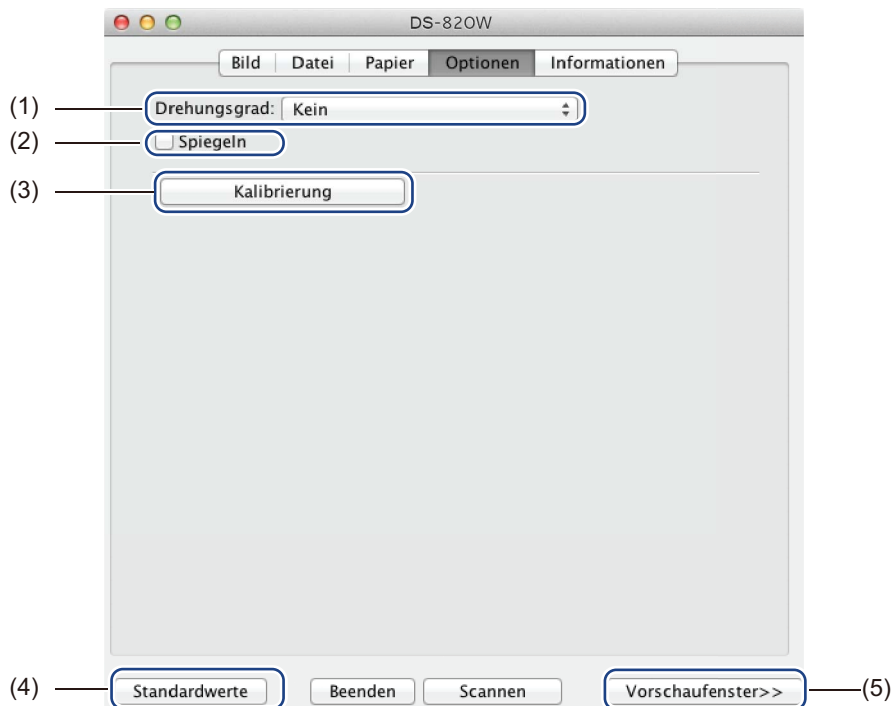 DS-820W
Bild Datei Papier Optionen Informationen
(1) Drehungsgrad: Kein
(2) Spiegeln
(3) Kalibrierung
(4) Standardwerte Beenden Scannen Vorschaufenster>> (5)